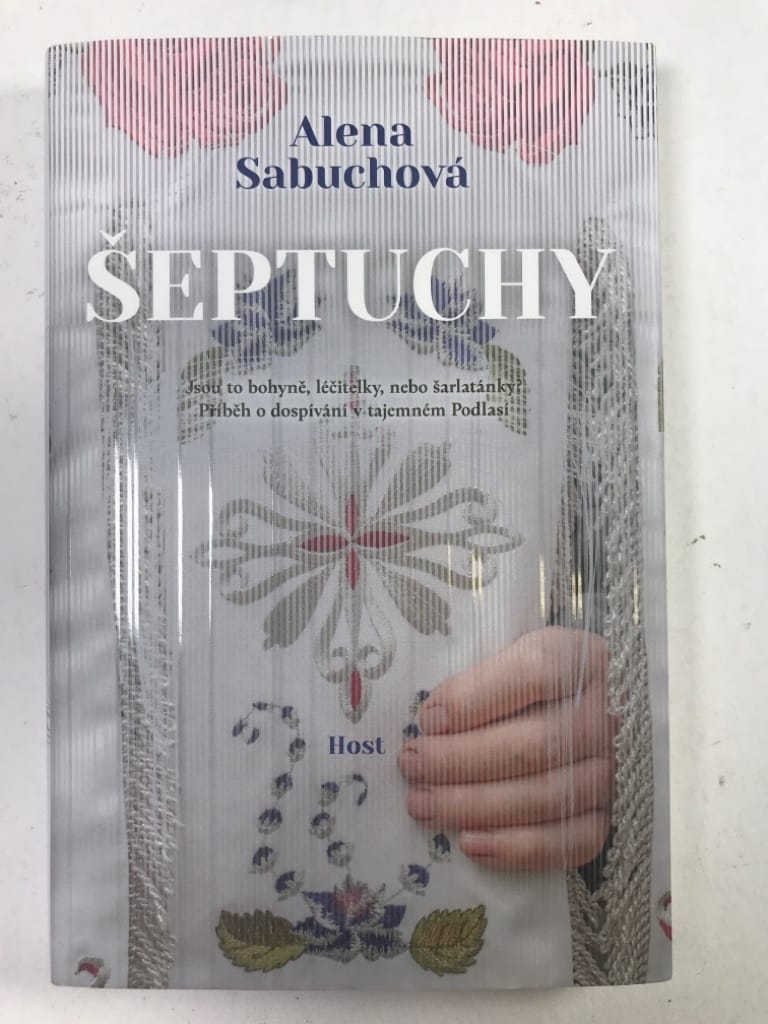 Alena
Sabuchová
ŠEPTUCHY
Jsou to bohyně, léčitelky, nebo šarlatánky?
Příběh o dospívání v tajemném Podlasí
Host